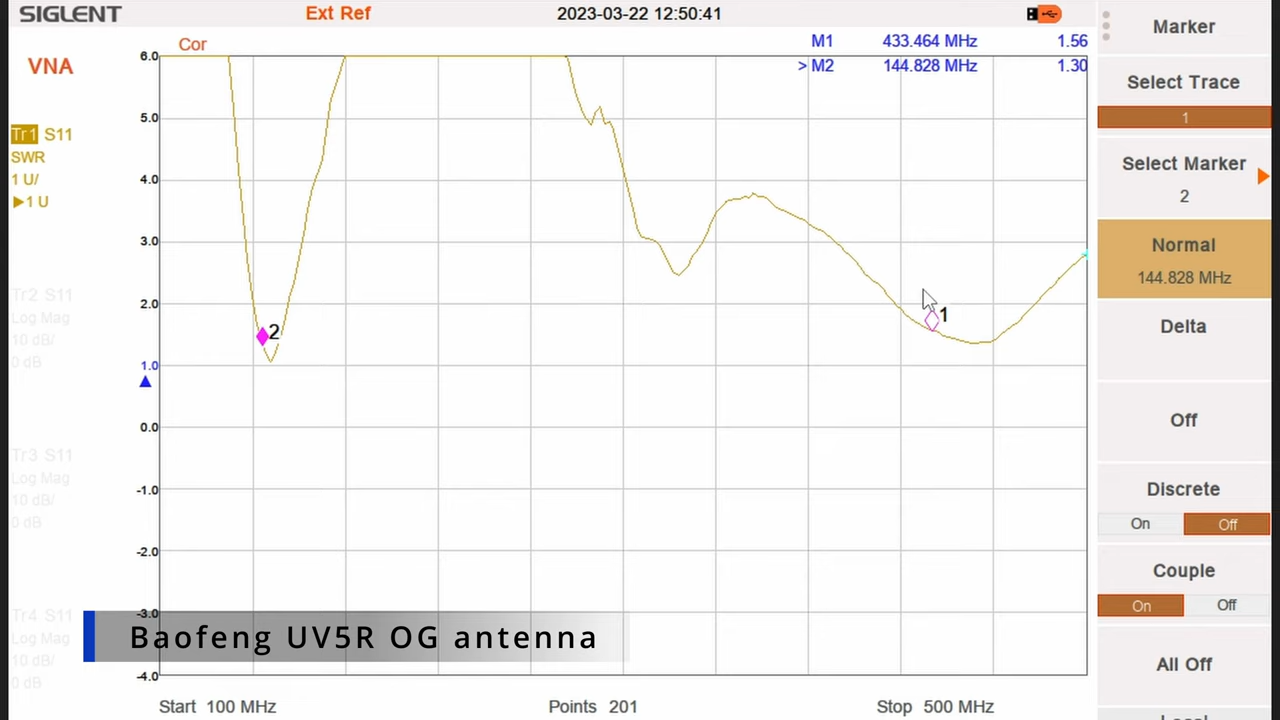 SIGLENT
Ext Ref
2023-03-22 12:50:41
VNA
Cor
M1 433.464 MHz 1.56
> M2 144.828 MHz 1.30
Tr1 S11
SWR
1 U/
▶1 U
Tr2 S11
Log Mag
10 dB/
0 dB
Tr3 S11
Log Mag
10 dB/
0 dB
Tr4 S11
Log Mag
10 dB/
0 dB
6.0
5.0
4.0
3.0
2.0
1.0
0.0
-1.0
-2.0
-3.0
-4.0
2
1
Baofeng UV5R OG antenna
Start 100 MHz
Points 201
Stop 500 MHz
Marker
Select Trace
1
Select Marker
2
Normal
144.828 MHz
Delta
Off
Discrete
On Off
Couple
On Off
All Off